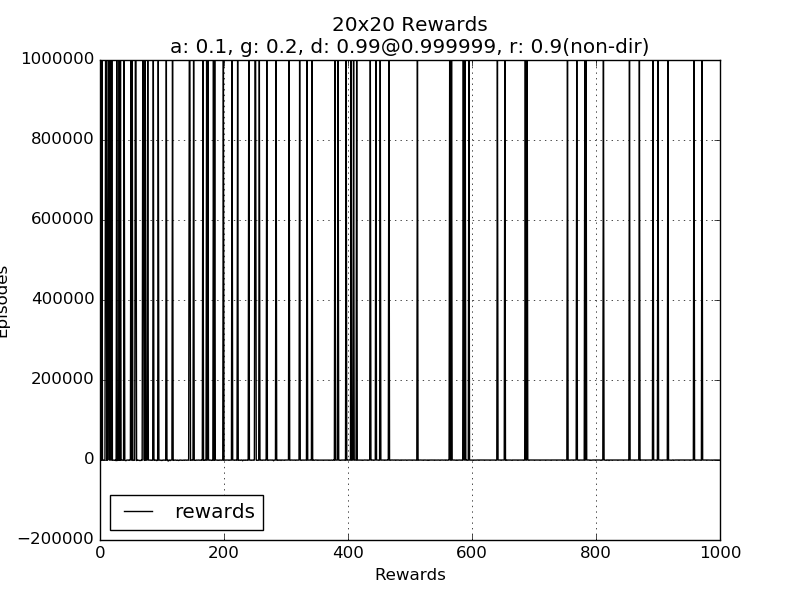 20x20 Rewards
a: 0.1, g: 0.2, d: 0.99@0.999999, r: 0.9(non-dir)
1000000
800000
600000
400000
200000
0
−200000
Episodes
rewards
0 200 400 600 800 1000
Rewards